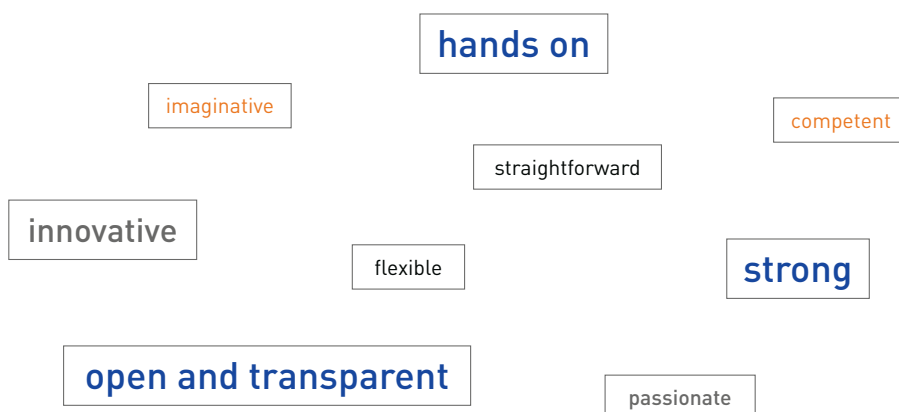 hands on
imaginative
competent
straightforward
innovative
flexible
strong
open and transparent
passionate